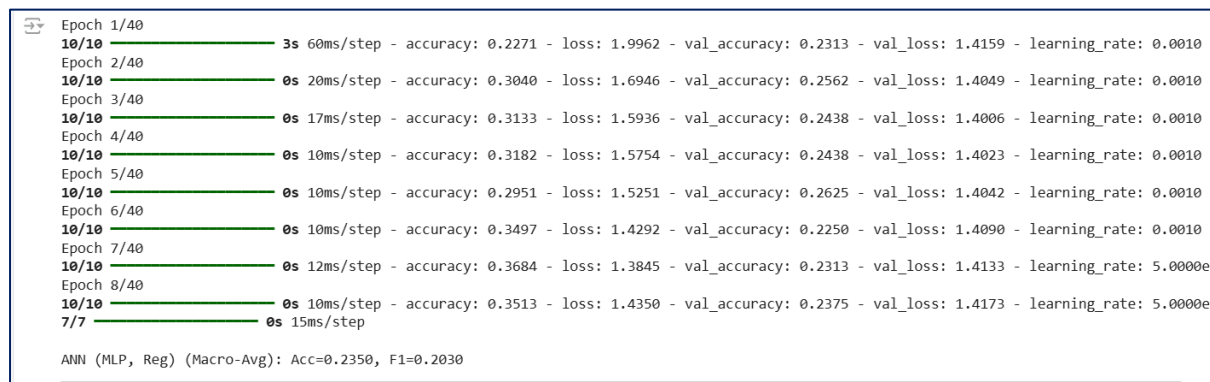 Epoch 1/40
10/10 ━━━━━━━━━━━━━━━━━━━━ 3s 60ms/step - accuracy: 0.2271 - loss: 1.9962 - val_accuracy: 0.2313 - val_loss: 1.4159 - learning_rate: 0.0010
Epoch 2/40
10/10 ━━━━━━━━━━━━━━━━━━━━ 0s 20ms/step - accuracy: 0.3040 - loss: 1.6946 - val_accuracy: 0.2562 - val_loss: 1.4049 - learning_rate: 0.0010
Epoch 3/40
10/10 ━━━━━━━━━━━━━━━━━━━━ 0s 17ms/step - accuracy: 0.3133 - loss: 1.5936 - val_accuracy: 0.2438 - val_loss: 1.4006 - learning_rate: 0.0010
Epoch 4/40
10/10 ━━━━━━━━━━━━━━━━━━━━ 0s 10ms/step - accuracy: 0.3182 - loss: 1.5754 - val_accuracy: 0.2438 - val_loss: 1.4023 - learning_rate: 0.0010
Epoch 5/40
10/10 ━━━━━━━━━━━━━━━━━━━━ 0s 10ms/step - accuracy: 0.2951 - loss: 1.5251 - val_accuracy: 0.2625 - val_loss: 1.4042 - learning_rate: 0.0010
Epoch 6/40
10/10 ━━━━━━━━━━━━━━━━━━━━ 0s 10ms/step - accuracy: 0.3497 - loss: 1.4292 - val_accuracy: 0.2250 - val_loss: 1.4090 - learning_rate: 0.0010
Epoch 7/40
10/10 ━━━━━━━━━━━━━━━━━━━━ 0s 12ms/step - accuracy: 0.3684 - loss: 1.3845 - val_accuracy: 0.2313 - val_loss: 1.4133 - learning_rate: 5.0000e
Epoch 8/40
10/10 ━━━━━━━━━━━━━━━━━━━━ 0s 10ms/step - accuracy: 0.3513 - loss: 1.4350 - val_accuracy: 0.2375 - val_loss: 1.4173 - learning_rate: 5.0000e
7/7 ━━━━━━━━━━━━━━━━━━━━ 0s 15ms/step
ANN (MLP, Reg) (Macro-Avg): Acc=0.2350, F1=0.2030